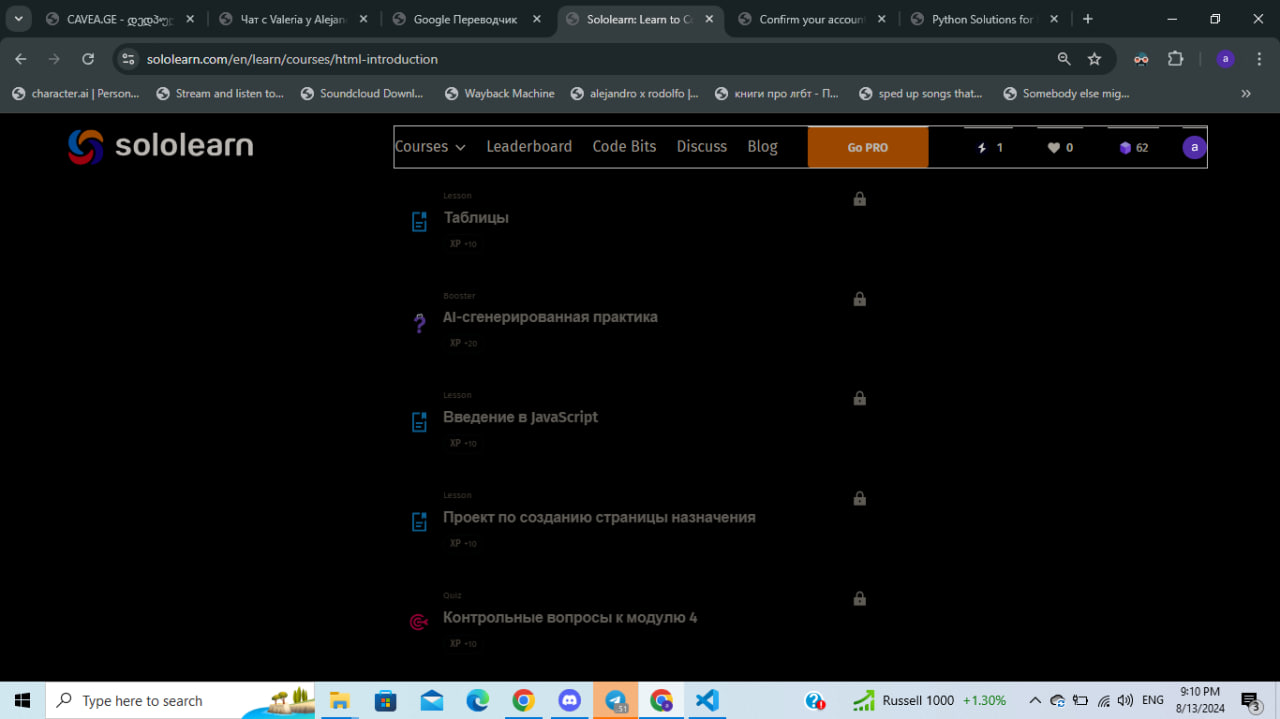 CAVEA.GE -
Чат с Valeria y Alejan
Google Переводчик
Sololearn: Learn to C
Confirm your accoun
Python Solutions for
sololearn.com/en/learn/courses/html-introduction
a
character.ai | Person...
Stream and listen to...
Soundcloud Downl...
Wayback Machine
alejandro x rodolfo |...
книги про лгбт - П...
sped up songs that...
Somebody else mig...
sololearn
Courses
Leaderboard
Code Bits
Discuss
Blog
Go PRO
1
0
62
a
Lesson
Таблицы
XP +10
Booster
AI-сгенерированная практика
XP +20
Lesson
Введение в JavaScript
XP +10
Lesson
Проект по созданию страницы назначения
XP +10
Quiz
Контрольные вопросы к модулю 4
XP +10
Type here to search
51
Russell 1000 +1.30%
ENG
9:10 PM
8/13/2024
3